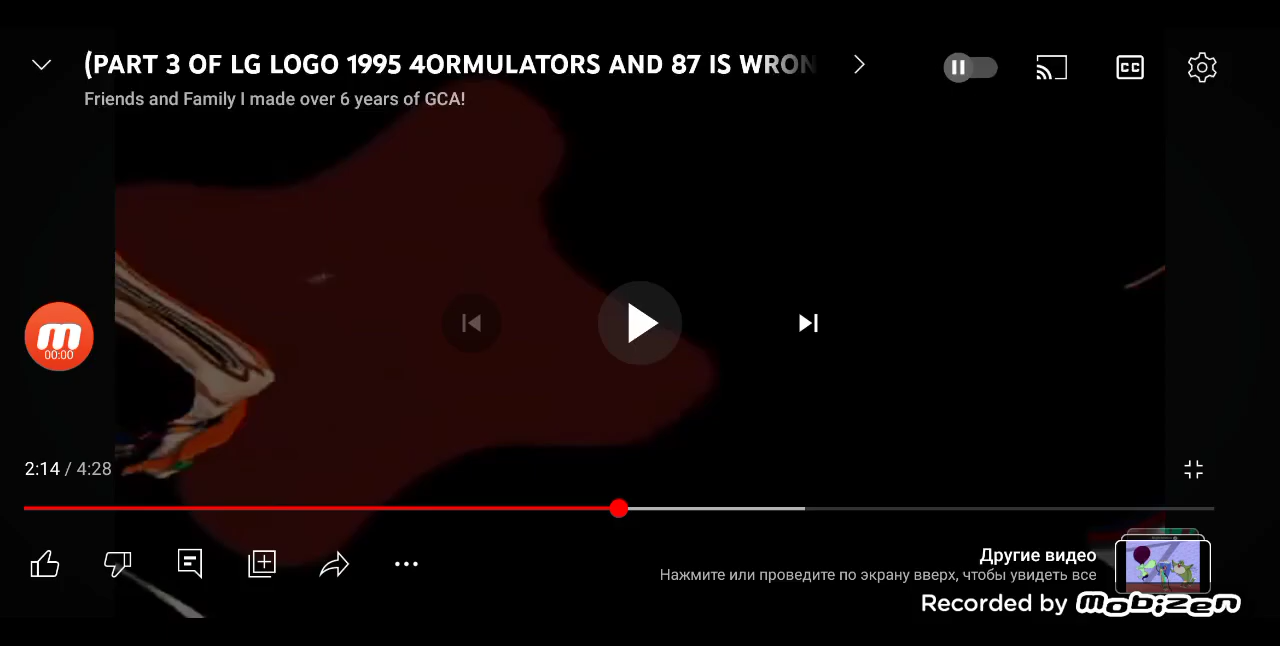 (PART 3 OF LG LOGO 1995 4ORMULATORS AND 87 IS WRON
Friends and Family I made over 6 years of GCA!
CC
m
00:00
2:14 / 4:28
Другие видео
Нажмите или проведите по экрану вверх, чтобы увидеть все
Recorded by mobizen